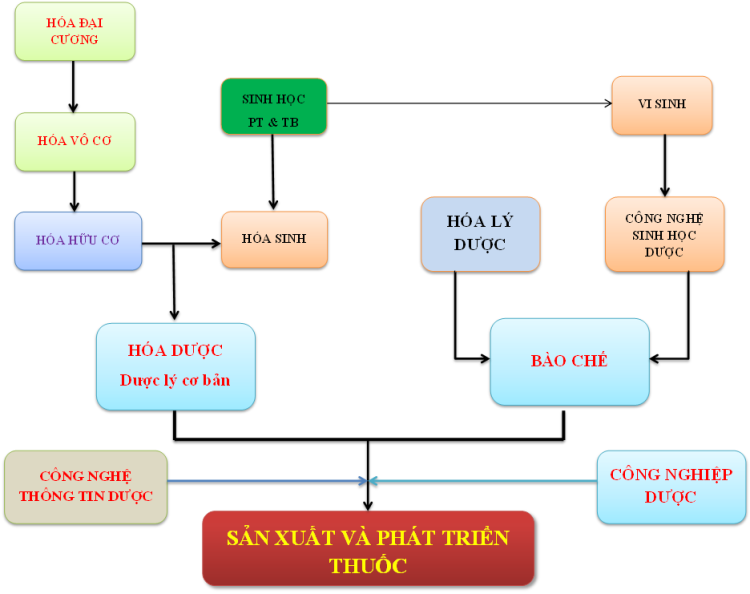 HÓA ĐẠI
CƯƠNG
SINH HỌC
PT & TB
VI SINH
HÓA VÔ CƠ
HÓA HỮU CƠ
HÓA SINH
HÓA LÝ
DƯỢC
CÔNG NGHỆ
SINH HỌC
DƯỢC
HÓA DƯỢC
Dược lý cơ bản
BÀO CHẾ
CÔNG NGHỆ
THÔNG TIN DƯỢC
CÔNG NGHIỆP
DƯỢC
SẢN XUẤT VÀ PHÁT TRIỂN
THUỐC